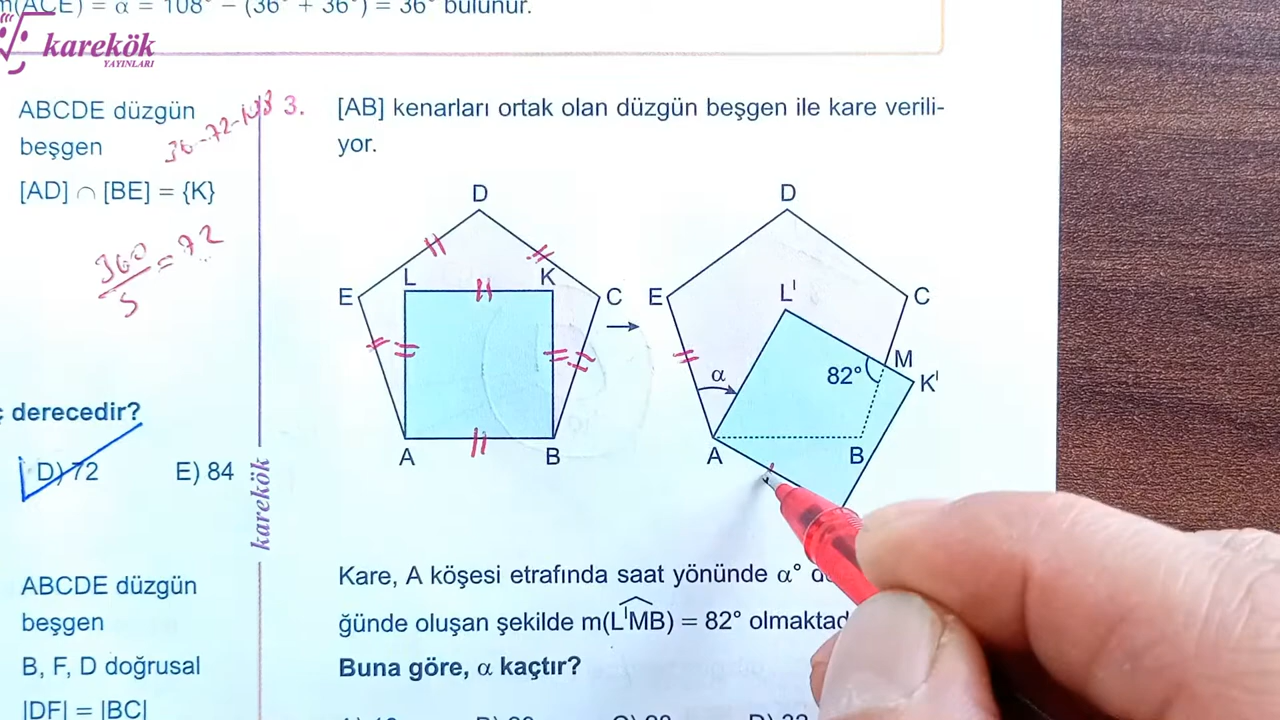 m(ACE) = α = 108° − (36° + 36°) = 36° bulunur.
karekök
YAYINLARI
ABCDE düzgün
beşgen
[AD] ∩ [BE] = {K}
36-72-108
360/5 = 72
derecedir?
D) 72
E) 84
karekök
ABCDE düzgün
beşgen
B, F, D doğrusal
|DF| = |BC|
3. [AB] kenarları ortak olan düzgün beşgen ile kare verili-
yor.
D
L
K
E
C
A
B
D
E
L'
C
α
82°
M
K'
A
B
Kare, A köşesi etrafında saat yönünde α°
ğünde oluşan şekilde m(L'MB) = 82°
Buna göre, α kaçtır?